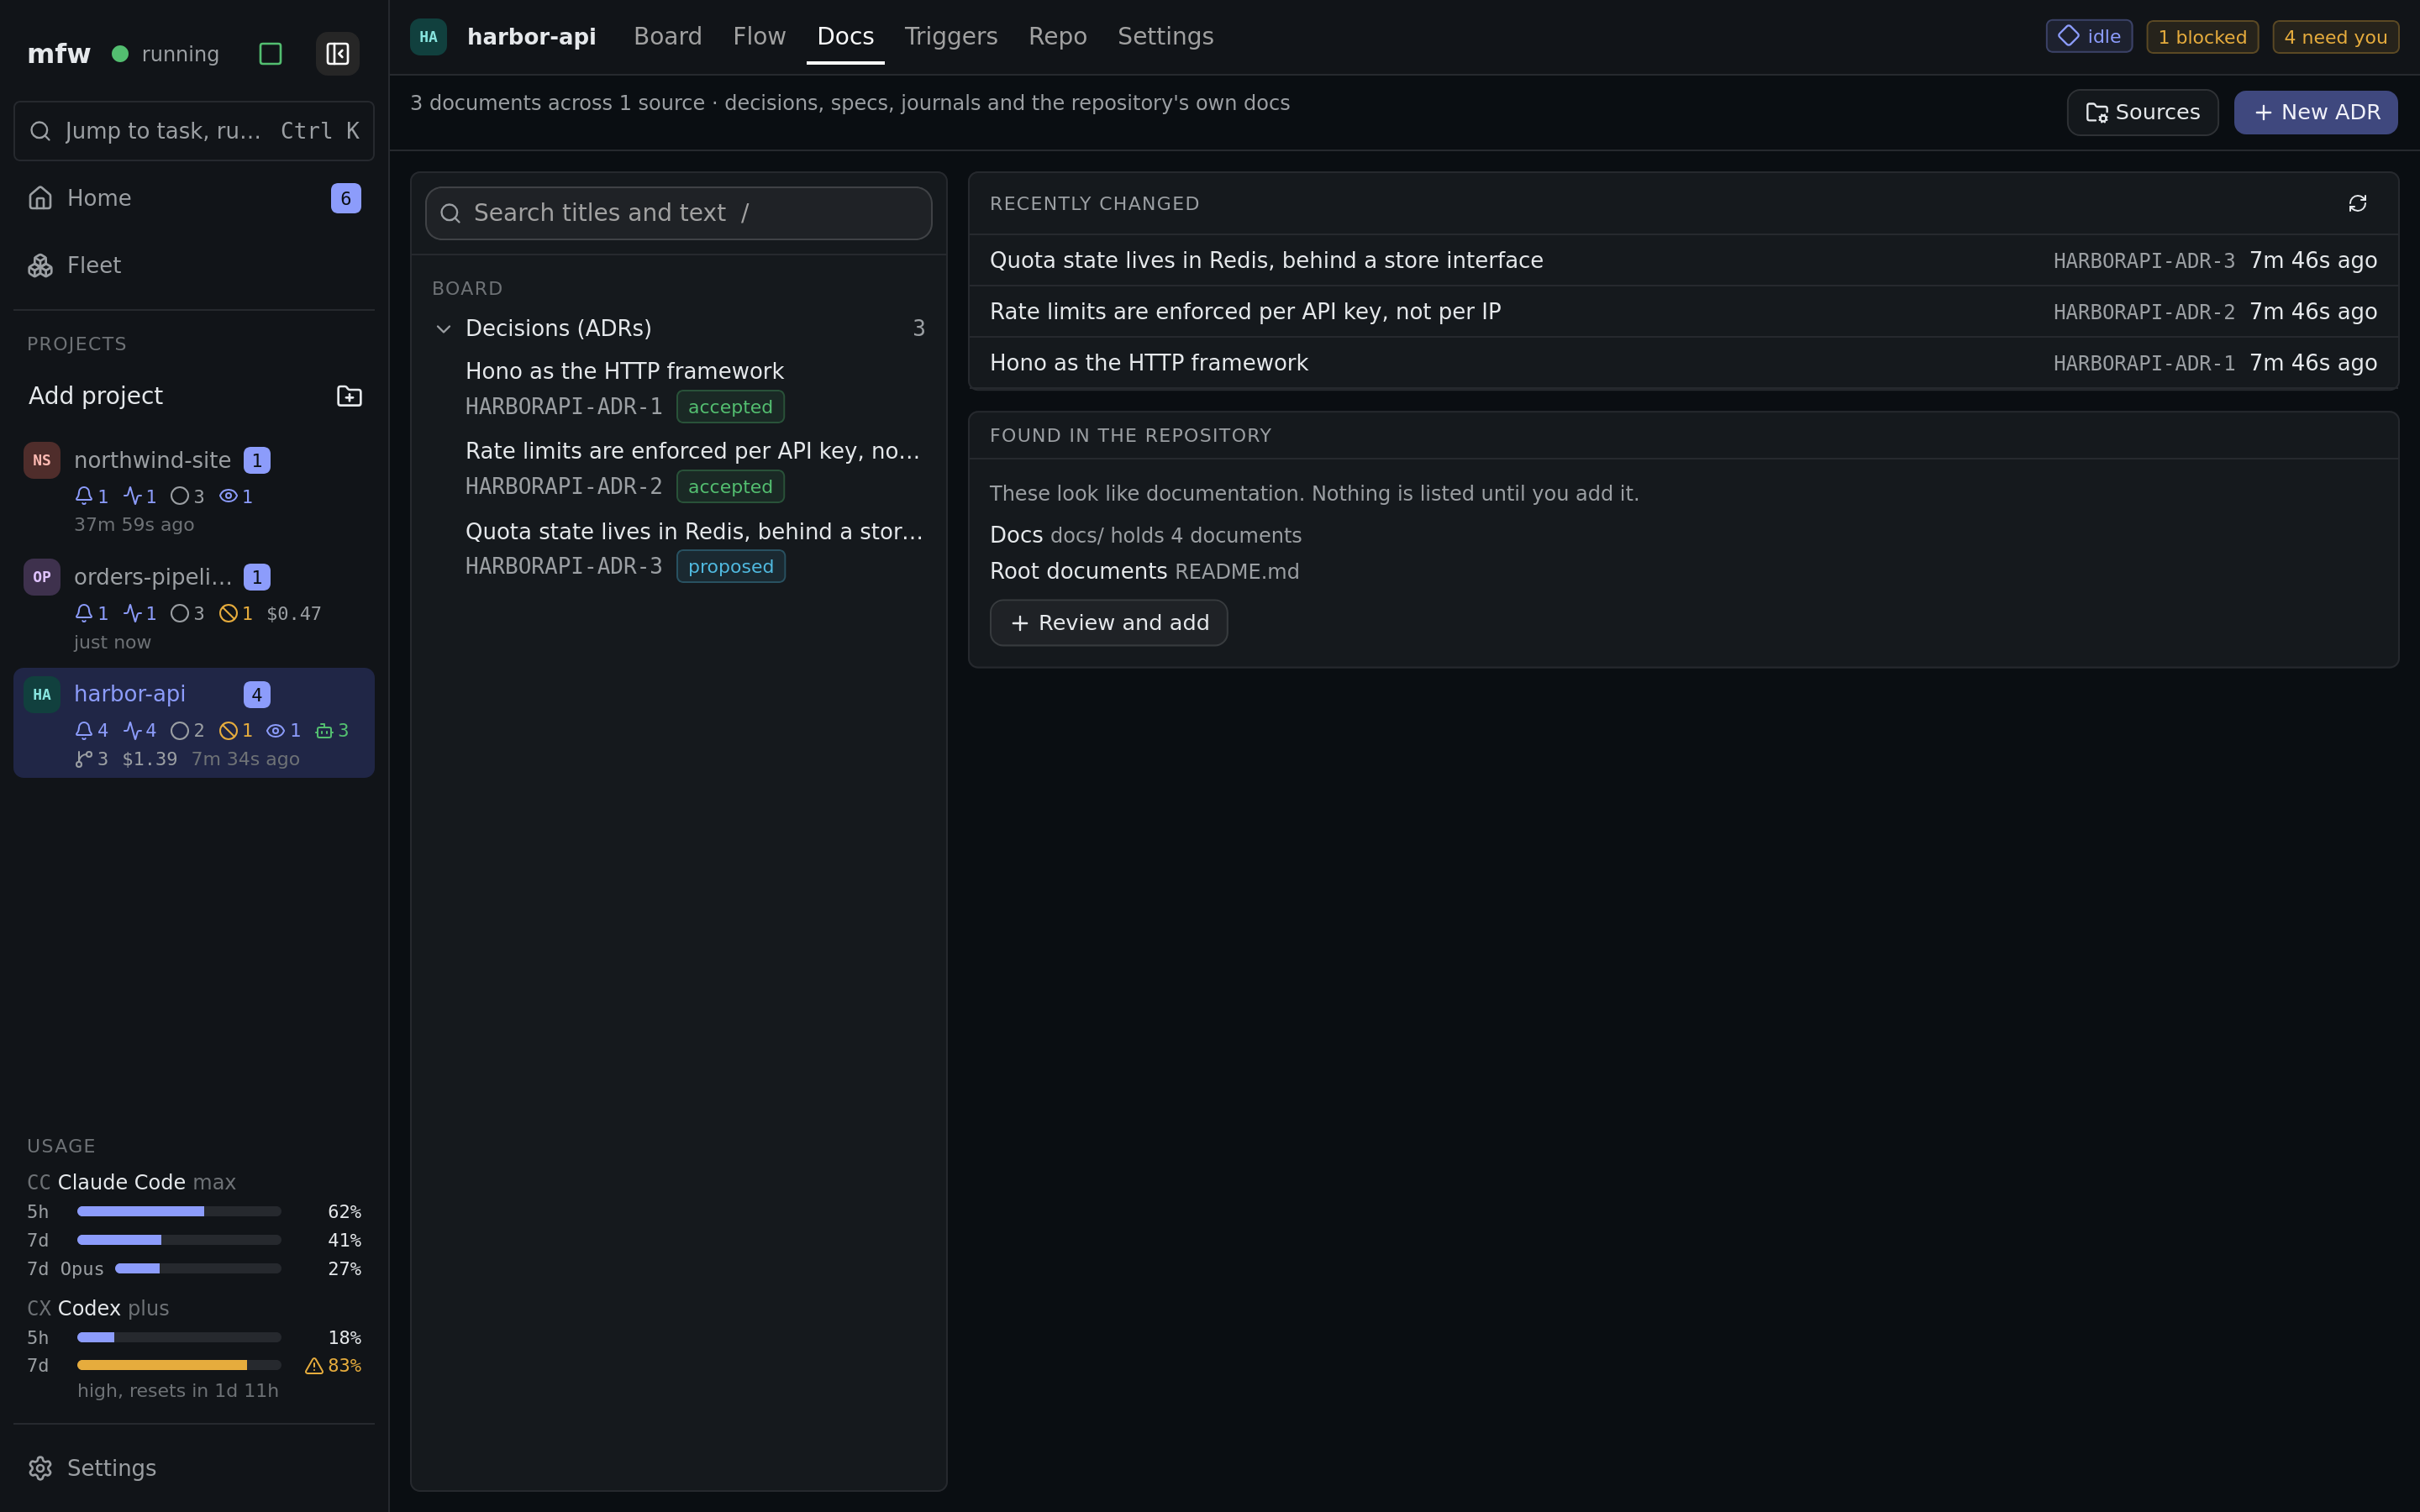 mfw running
Jump to task, ru... Ctrl K
Home 6
Fleet
PROJECTS
Add project
NS northwind-site 1
1 1 3 1
37m 59s ago
OP orders-pipeli... 1
1 1 3 1 $0.47
just now
HA harbor-api 4
4 4 2 1 1 3
3 $1.39 7m 34s ago
USAGE
CC Claude Code max
5h 62%
7d 41%
7d Opus 27%
CX Codex plus
5h 18%
7d 83%
high, resets in 1d 11h
Settings
HA harbor-api Board Flow Docs Triggers Repo Settings idle 1 blocked 4 need you
3 documents across 1 source · decisions, specs, journals and the repository's own docs Sources + New ADR
Search titles and text /
BOARD
Decisions (ADRs) 3
Hono as the HTTP framework
HARBORAPI-ADR-1 accepted
Rate limits are enforced per API key, no...
HARBORAPI-ADR-2 accepted
Quota state lives in Redis, behind a stor...
HARBORAPI-ADR-3 proposed
RECENTLY CHANGED
Quota state lives in Redis, behind a store interface HARBORAPI-ADR-3 7m 46s ago
Rate limits are enforced per API key, not per IP HARBORAPI-ADR-2 7m 46s ago
Hono as the HTTP framework HARBORAPI-ADR-1 7m 46s ago
FOUND IN THE REPOSITORY
These look like documentation. Nothing is listed until you add it.
Docs docs/ holds 4 documents
Root documents README.md
+ Review and add